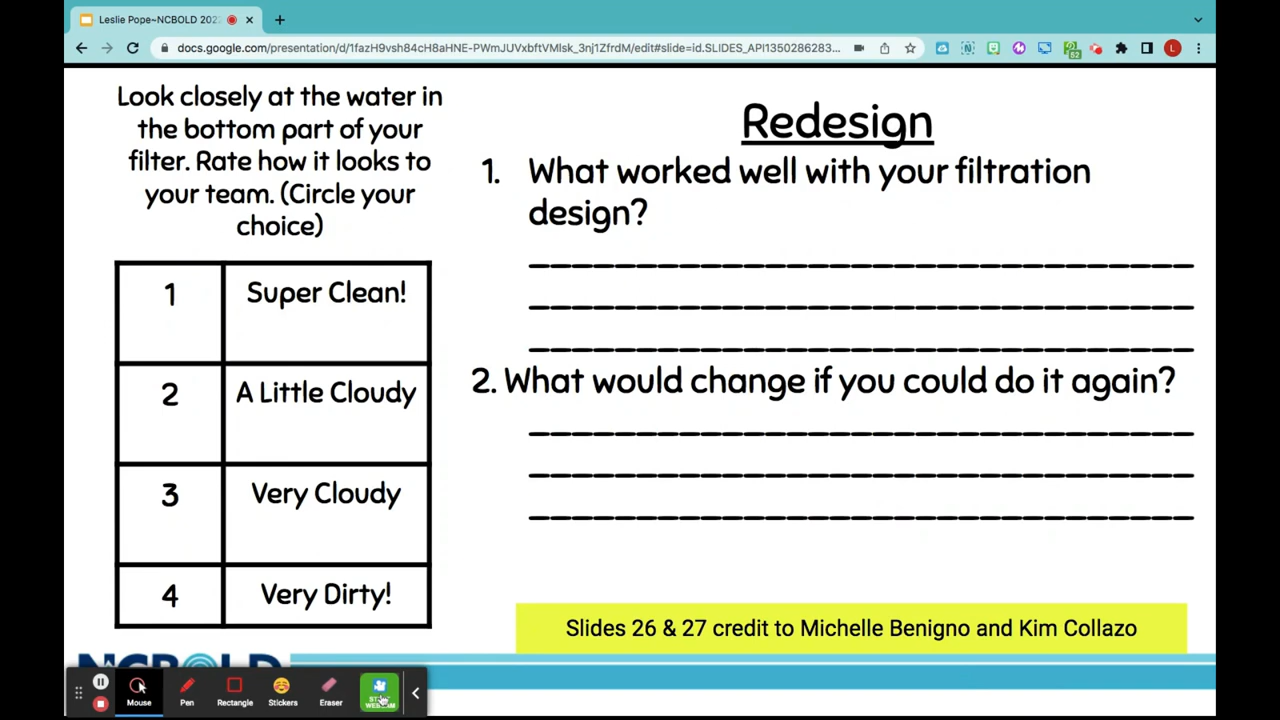 Leslie Pope~NCBOLD 202
docs.google.com/presentation/d/1fazH9vsh84cH8aHNE-PWmJUVxbftVMlsk_3nj1ZfrdM/edit#slide=id.SLIDES_API1350286283...
52
L
Look closely at the water in
the bottom part of your
filter. Rate how it looks to
your team. (Circle your
choice)
1 Super Clean!
2 A Little Cloudy
3 Very Cloudy
4 Very Dirty!
Redesign
1. What worked well with your filtration
design?
2. What would change if you could do it again?
Slides 26 & 27 credit to Michelle Benigno and Kim Collazo
NCBOLD
Mouse
Pen
Rectangle
Stickers
Eraser
WEBCAM